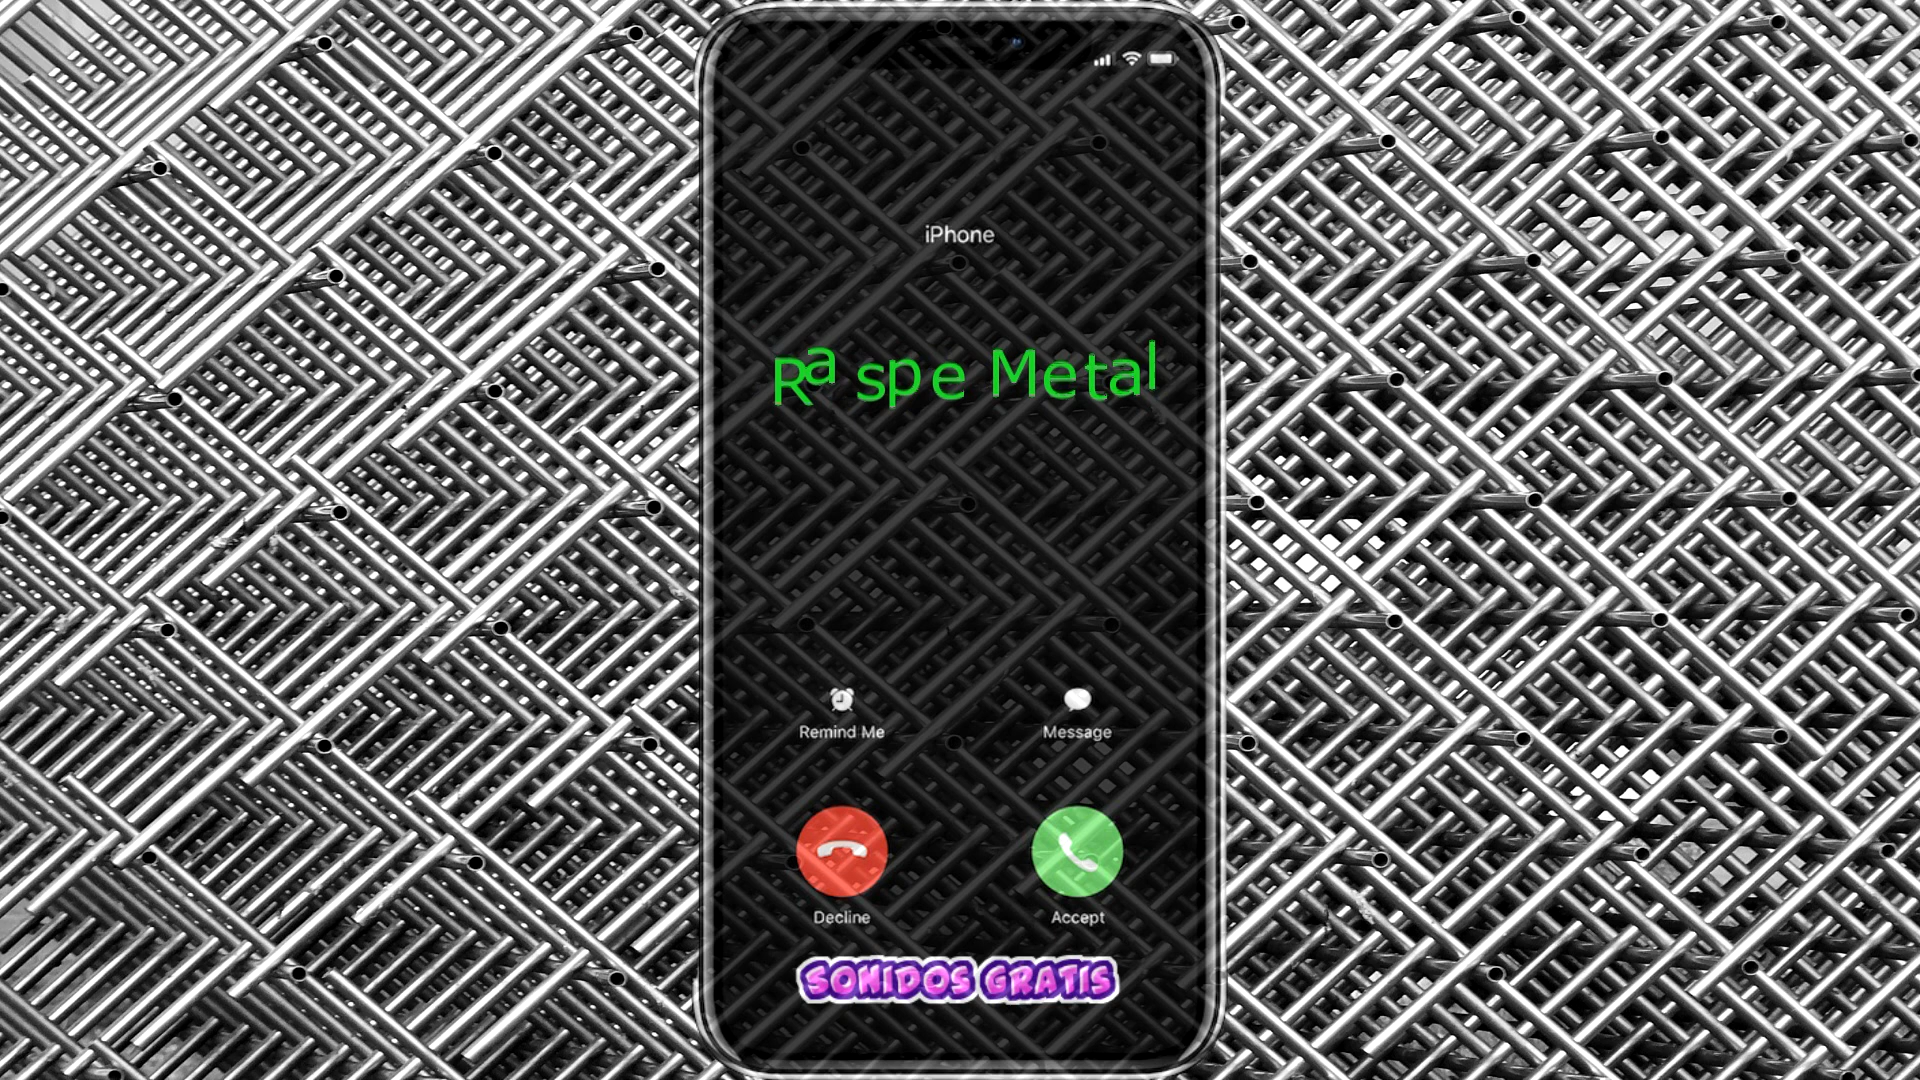 iPhone
Raspe Metal
Remind Me
Message
Decline
Accept
SONIDOS GRATIS